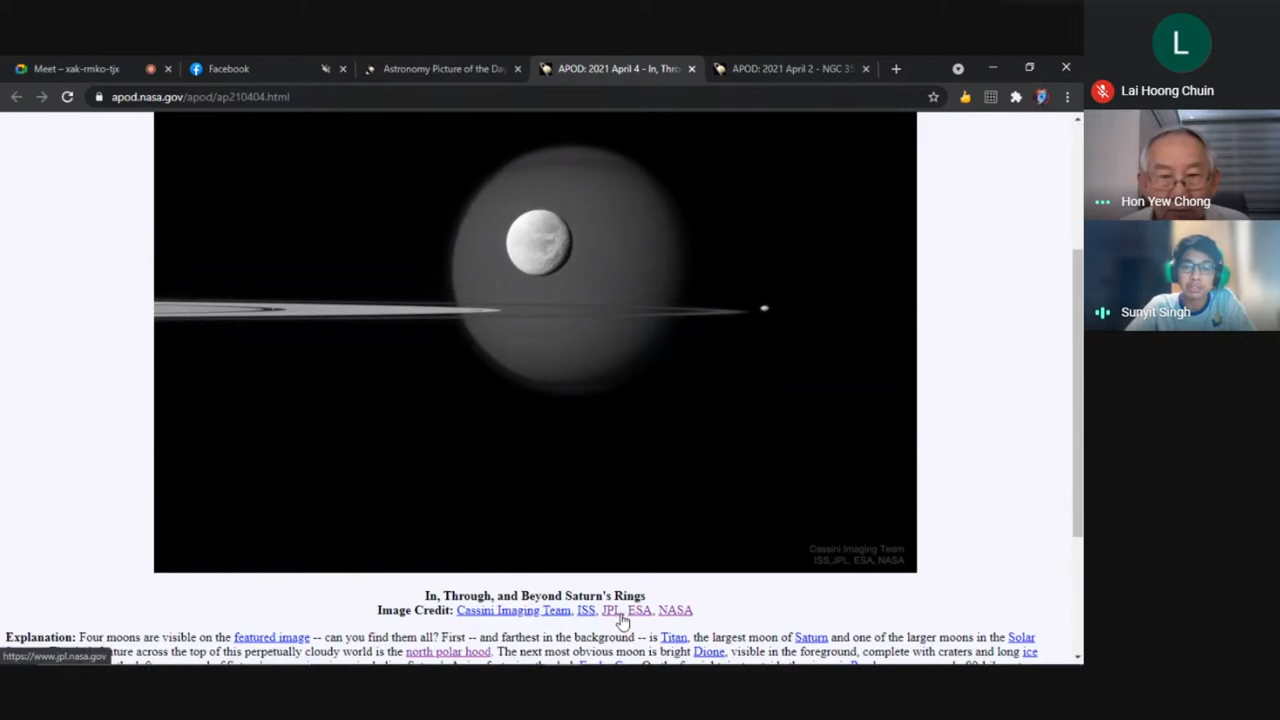 Meet – xak-rmko-tjx
Facebook
Astronomy Picture of the Da
APOD: 2021 April 4 - In, Thro
APOD: 2021 April 2 - NGC 35
apod.nasa.gov/apod/ap210404.html
L
Lai Hoong Chuin
Hon Yew Chong
Sunyit Singh
Cassini Imaging Team
ISS, JPL, ESA, NASA
In, Through, and Beyond Saturn's Rings
Image Credit: Cassini Imaging Team, ISS, JPL, ESA, NASA
Explanation: Four moons are visible on the featured image -- can you find them all? First -- and farthest in the background -- is Titan, the largest moon of Saturn and one of the larger moons in the Solar
feature across the top of this perpetually cloudy world is the north polar hood. The next most obvious moon is bright Dione, visible in the foreground, complete with craters and long ice
https://www.jpl.nasa.gov